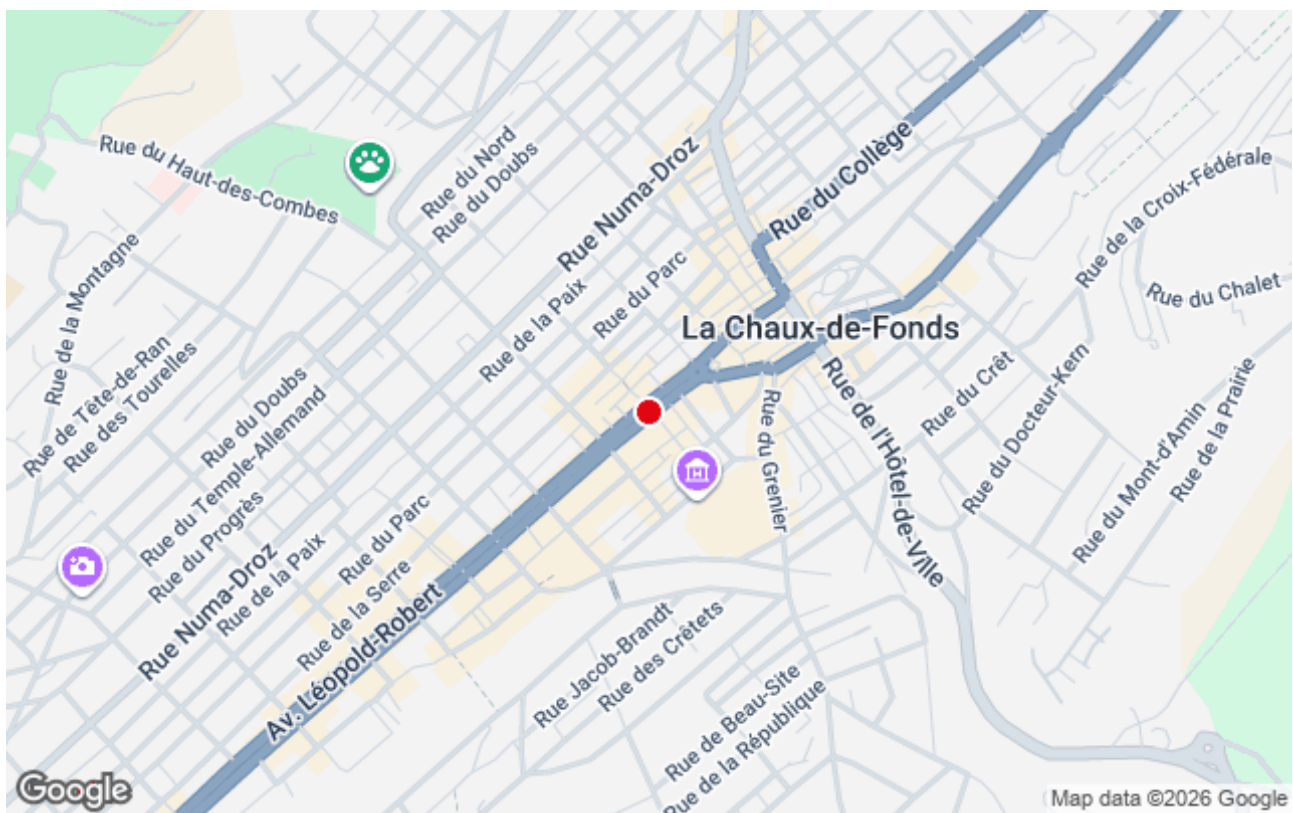 Rue du Haut-des-Combes
Rue du Nord
Rue du Doubs
Rue Numa-Droz
Rue du Collège
Rue de la Croix-Fédérale
Rue du Chalet
Rue de la Montagne
Rue du Parc
Rue de la Paix
La Chaux-de-Fonds
Rue de Tête-de-Ran
Rue des Tourelles
Rue du Doubs
Rue du Temple-Allemand
Rue du Progrès
Rue Numa-Droz
Rue de la Paix
Rue du Parc
Rue de la Serre
Av. Léopold-Robert
Rue du Grenier
Rue de l'Hôtel-de-Ville
Rue du Crêt
Rue du Docteur-Kern
Rue du Mont-d'Amin
Rue de la Prairie
Rue Jacob-Brandt
Rue des Crêtets
Rue de Beau-Site
Rue de la République
Google
Map data ©2026 Google